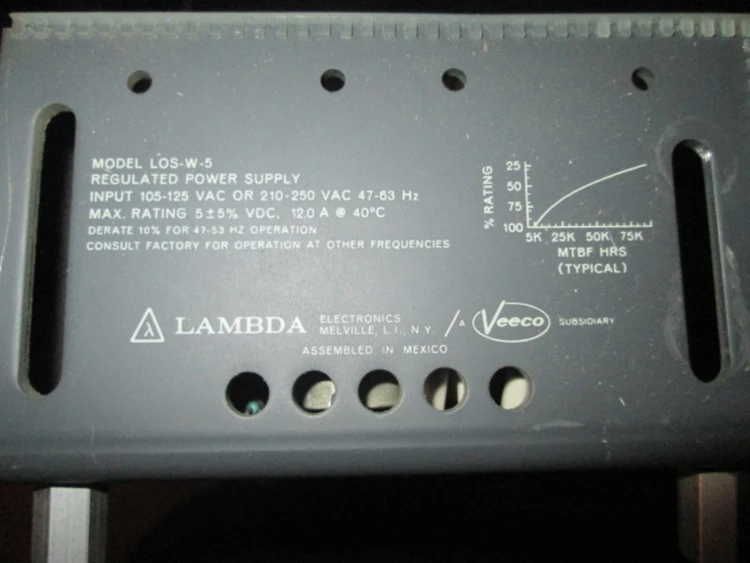 MODEL LOS-W-5
REGULATED POWER SUPPLY
INPUT 105-125 VAC OR 210-250 VAC 47-63 Hz
MAX. RATING 5±5% VDC, 12.0 A @ 40°C
DERATE 10% FOR 47-53 HZ OPERATION
CONSULT FACTORY FOR OPERATION AT OTHER FREQUENCIES
% RATING
25
50
75
100
5K 25K 50K 75K
MTBF HRS
(TYPICAL)
λ LAMBDA ELECTRONICS
MELVILLE, L.I., N.Y. / A Veeco SUBSIDIARY
ASSEMBLED IN MEXICO